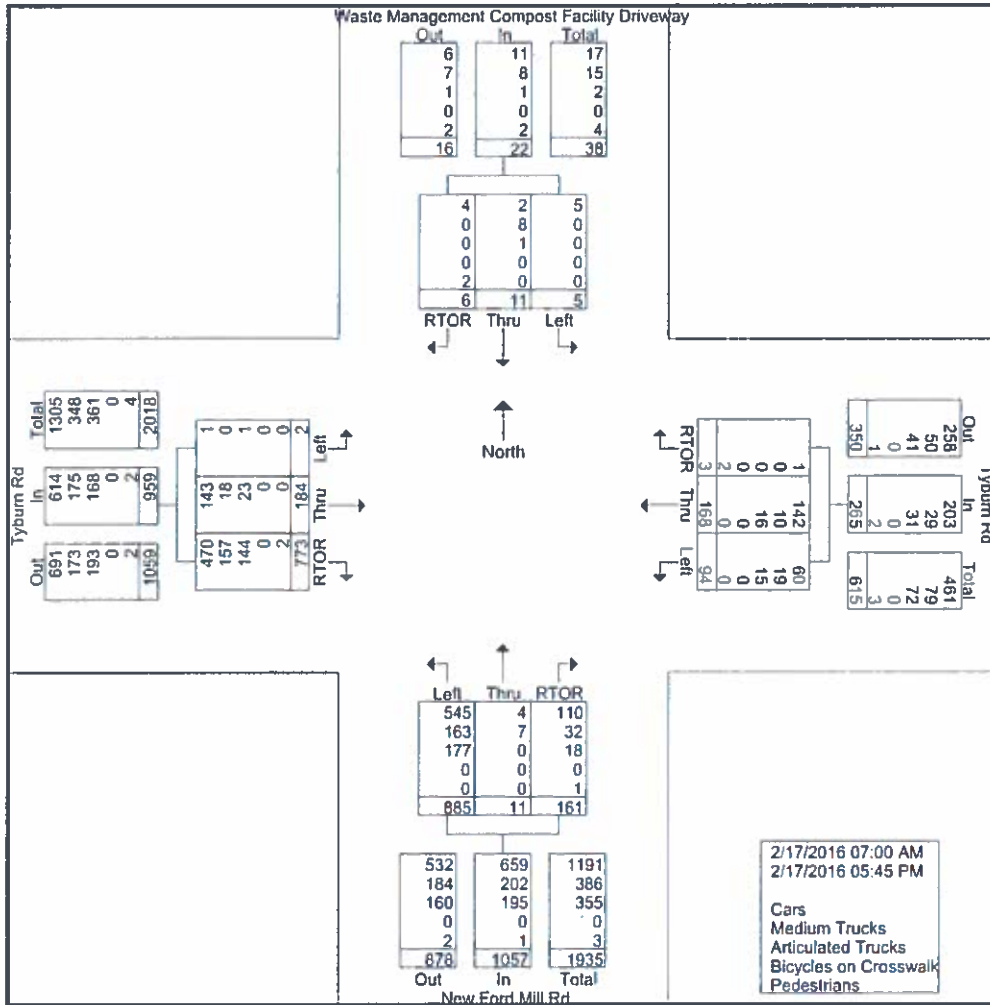 Waste Management Compost Facility Driveway
Out In Total
6 11 17
7 8 15
1 1 2
0 0 0
2 2 4
16 22 38
4 2 5
0 8 0
0 1 0
0 0 0
2 0 0
6 11 5
RTOR Thru Left
Tyburn Rd
Total 1305 348 361 0 4 2018
In 614 175 168 0 2 959
Out 691 173 193 0 2 1059
1 0 1 0 0 2 Left
143 18 23 0 0 184 Thru
470 157 144 0 2 773 RTOR
North
RTOR 3 2 0 0 0 1
Thru 168 0 0 16 10 142
Left 94 0 0 15 19 60
Out 350 1 0 41 50 258
In 265 2 0 31 29 203
Total 615 3 0 72 79 461
Tyburn Rd
Left Thru RTOR
545 4 110
163 7 32
177 0 18
0 0 0
0 0 1
885 11 161
532 659 1191
184 202 386
160 195 355
0 0 0
2 1 3
878 1057 1935
Out In Total
New Ford Mill Rd
2/17/2016 07:00 AM
2/17/2016 05:45 PM
Cars
Medium Trucks
Articulated Trucks
Bicycles on Crosswalk
Pedestrians